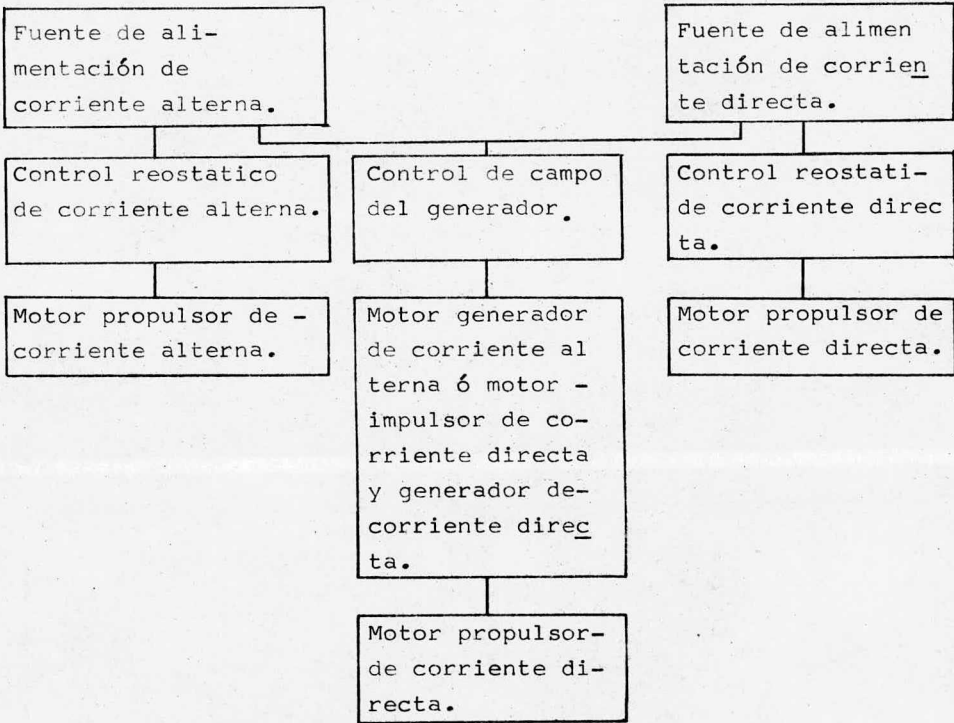 Fuente de ali-
mentación de
corriente alterna.
Fuente de alimen
tación de corrien
te directa.
Control reostatico
de corriente alterna.
Control de campo
del generador.
Control reostati-
de corriente direc
ta.
Motor propulsor de -
corriente alterna.
Motor generador
de corriente al
terna ó motor -
impulsor de co-
rriente directa
y generador de-
corriente direc
ta.
Motor propulsor de
corriente directa.
Motor propulsor-
de corriente di-
recta.